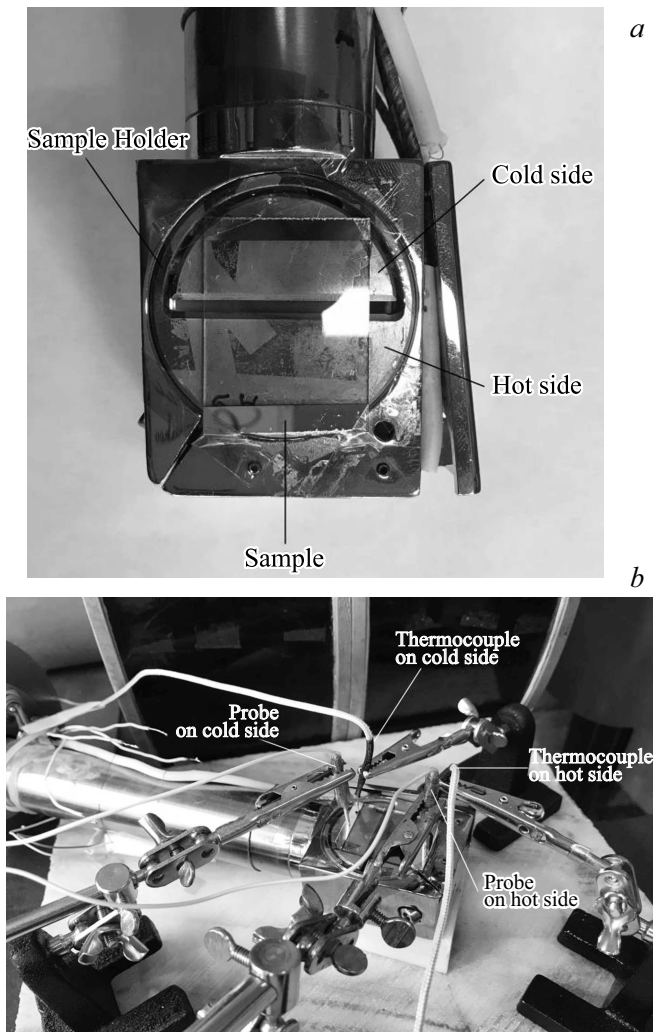 a
Sample Holder
Cold side
Hot side
Sample
b
Thermocouple
on cold side
Probe
on cold side
Thermocouple
on hot side
Probe
on hot side